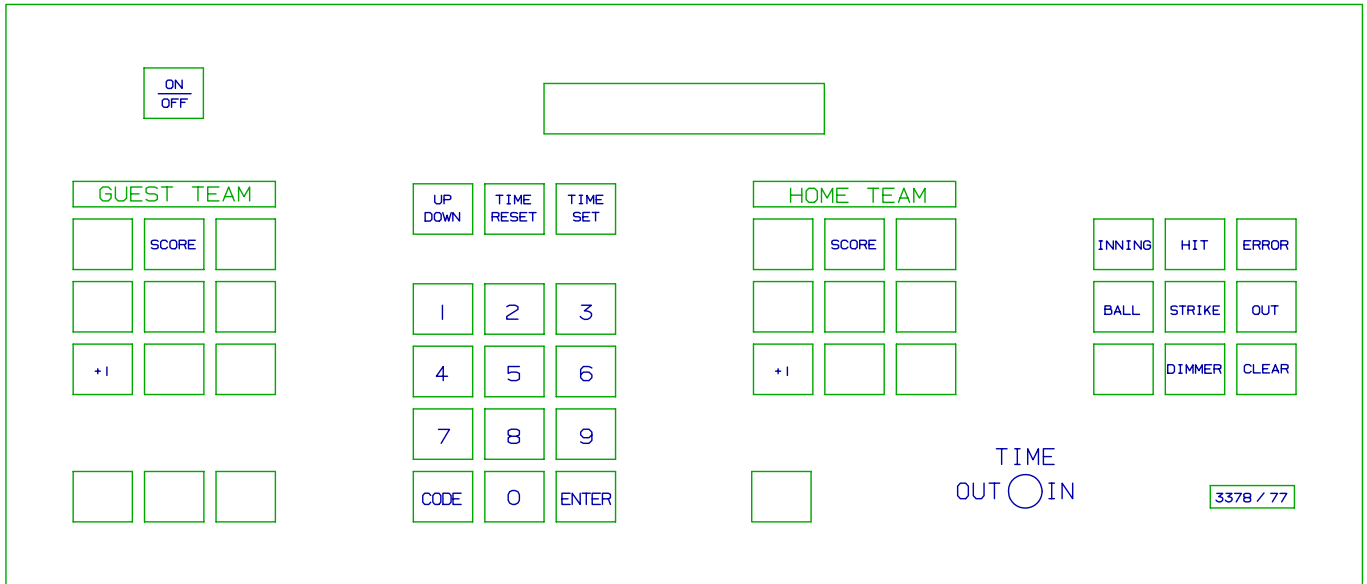 ON
OFF
GUEST TEAM
UP
DOWN
TIME
RESET
TIME
SET
HOME TEAM
SCORE
SCORE
INNING
HIT
ERROR
1
2
3
BALL
STRIKE
OUT
+1
4
5
6
+1
DIMMER
CLEAR
7
8
9
TIME
OUT
IN
CODE
0
ENTER
3378 / 77